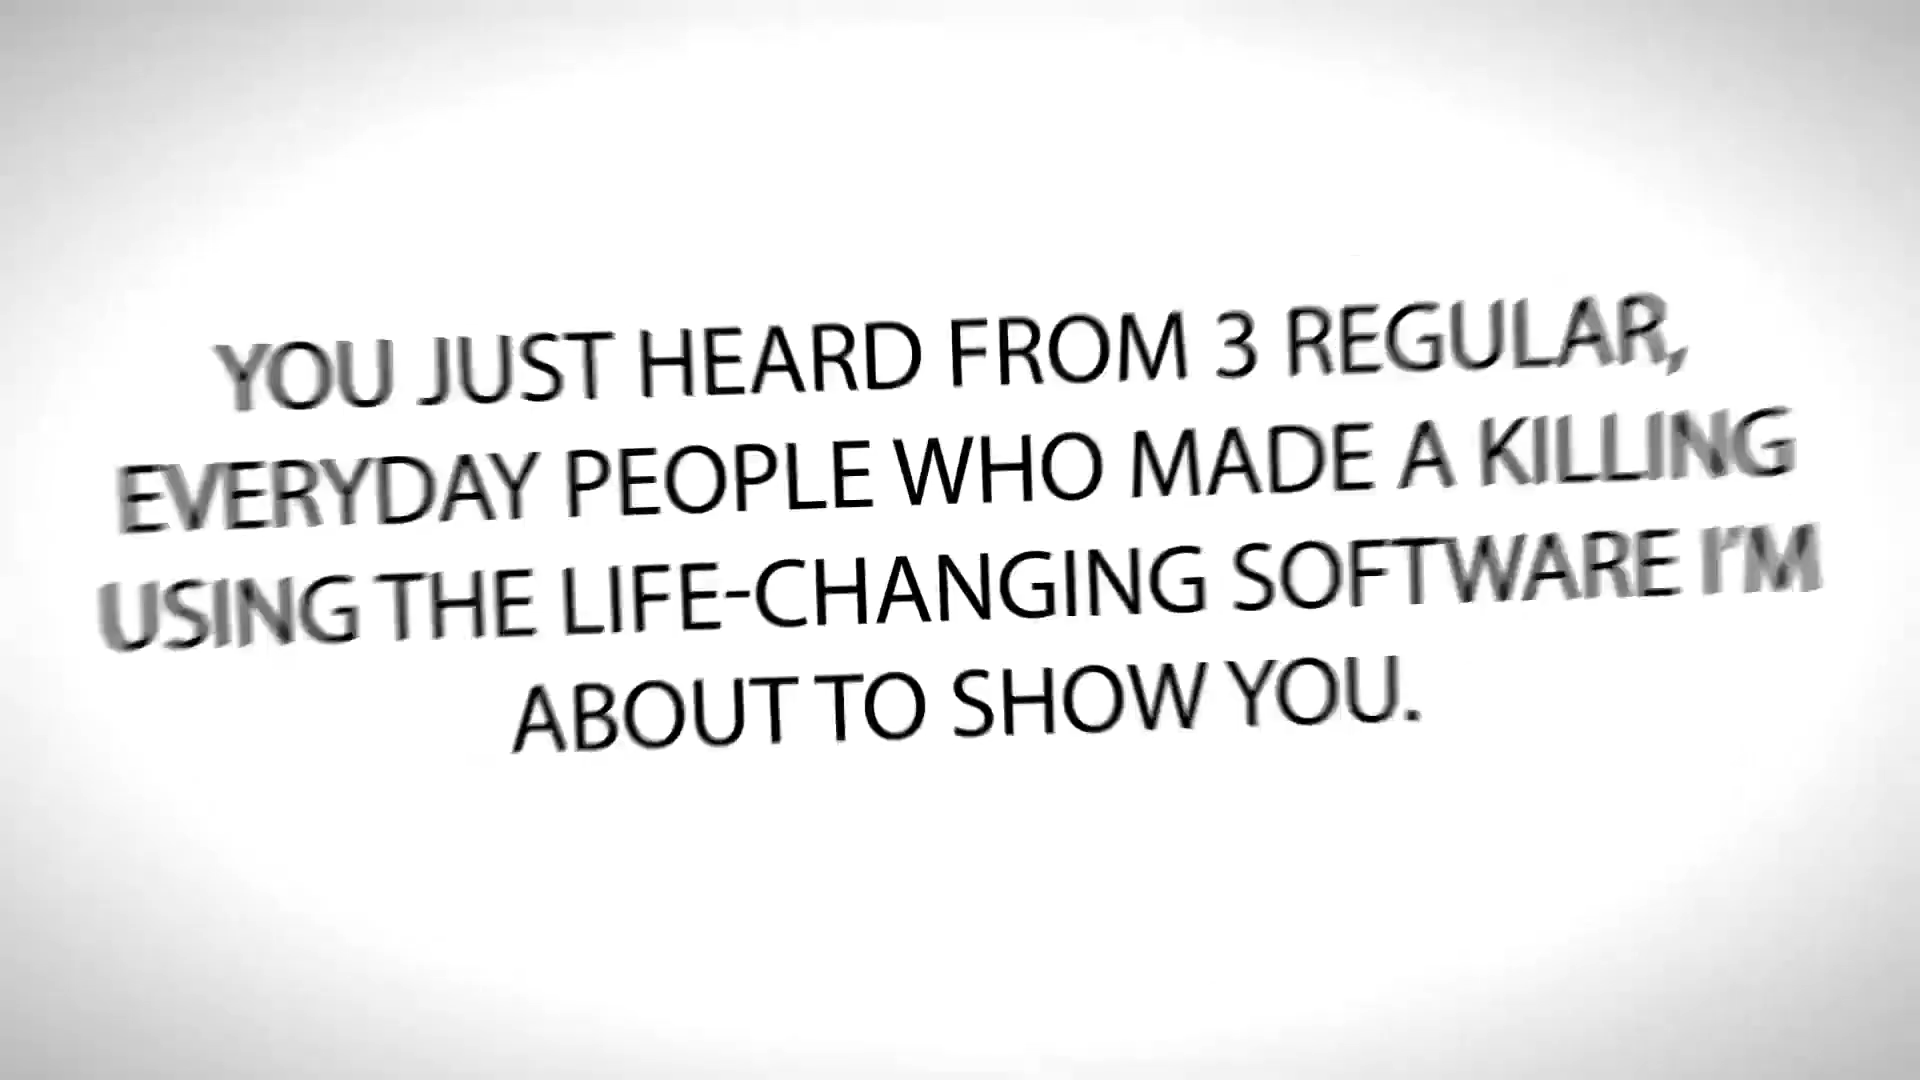 YOU JUST HEARD FROM 3 REGULAR,
EVERYDAY PEOPLE WHO MADE A KILLING
USING THE LIFE-CHANGING SOFTWARE I'M
ABOUT TO SHOW YOU.